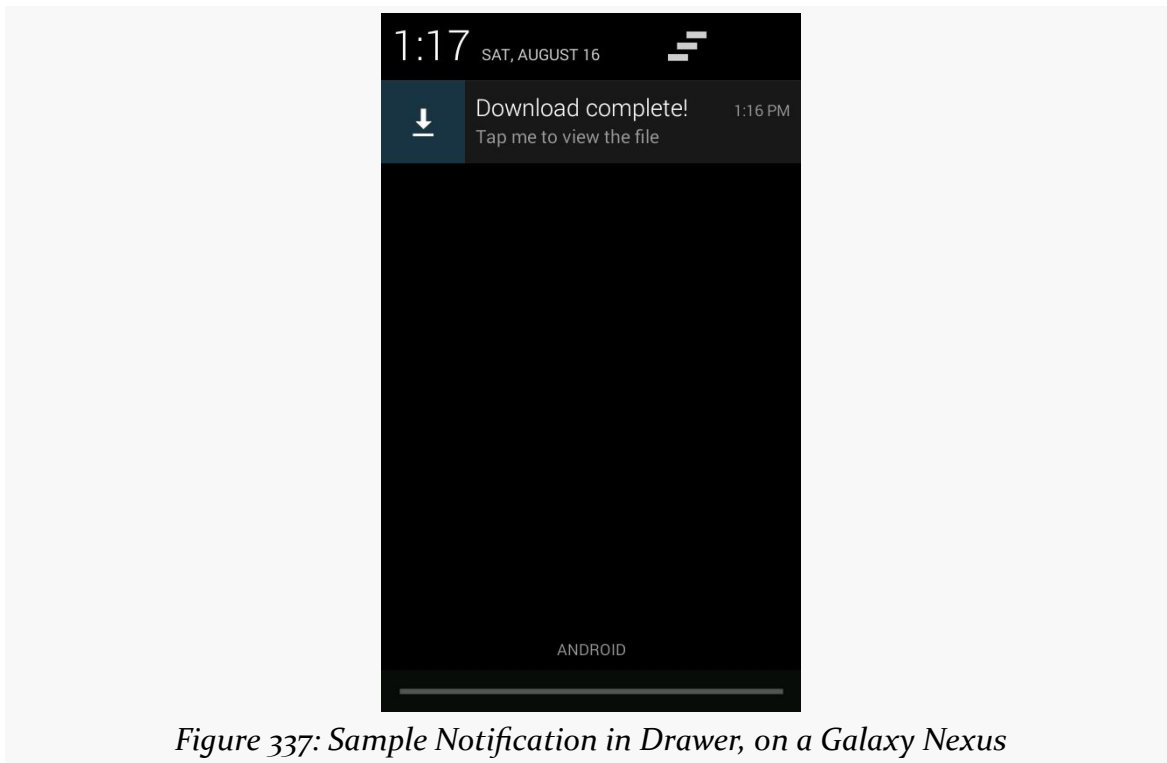 1:17 SAT, AUGUST 16
Download complete! 1:16 PM
Tap me to view the file
ANDROID
Figure 337: Sample Notification in Drawer, on a Galaxy Nexus